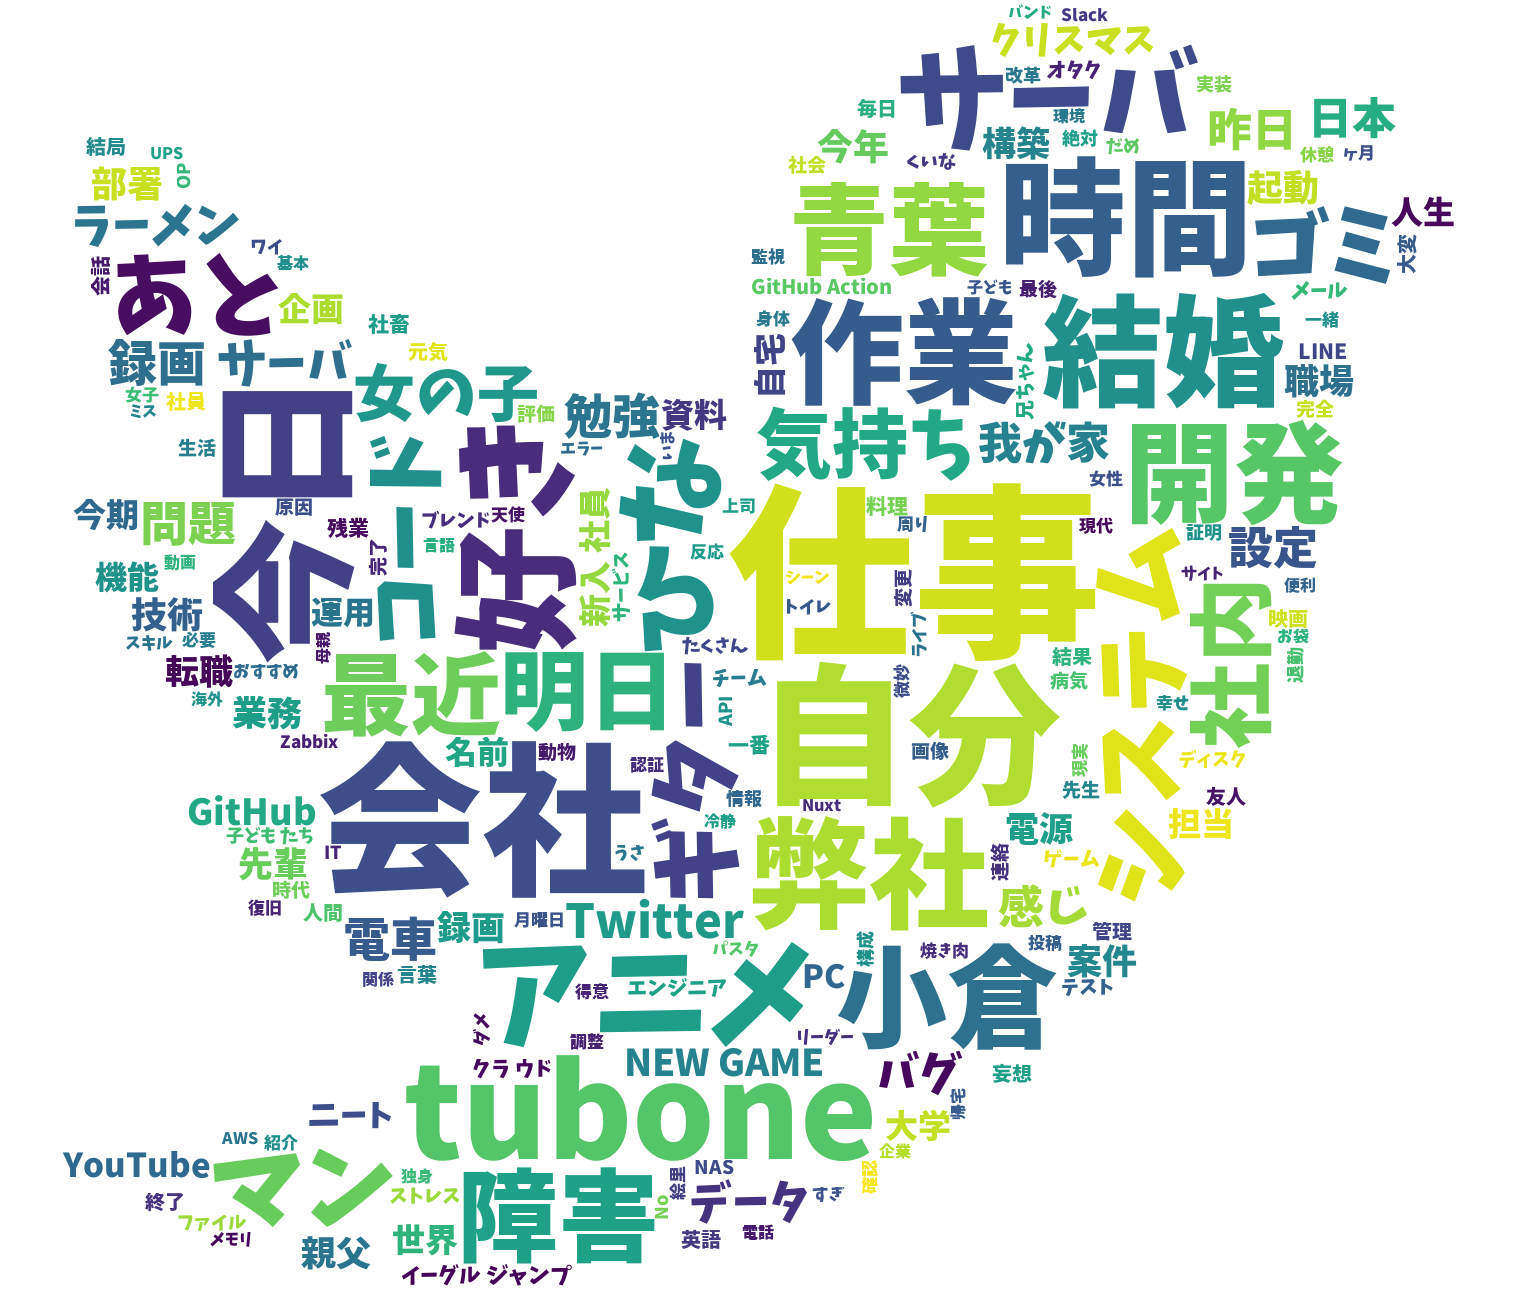 バンド
Slack
クリスマス
サーバ
改革
オタク
実装
毎日
環境
昨日
日本
今年
構築
絶対
だめ
結局
UPS
OP
部署
社会
くいな
休憩
ケ月
青葉
時間
起動
人生
ラーメン
ゴミ
ワイ
大変
会話
あと
基本
監視
GitHub Action
子ども
最後
メール
企画
社畜
身体
作業
結婚
一緒
録画
サーバ
元気
自宅
兄ちゃん
LINE
職場
女の子
女子
ミス
社員
評価
勉強
資料
完全
今日
ユーザー
好き
エラー
いま
なら
気持ち
我が家
開発
生活
女性
今期
問題
原因
残業
ブレンド
天使
新入社員
上司
仕事
料理
周り
現代
証明
設定
言語
完了
反応
システム
サイト
機能
動画
サービス
シーン
変更
便利
技術
運用
トイレ
社内
映画
お袋
スキル
必要
母親
たくさん
ライブ
転職
おすすめ
最近
明日
チーム
自分
微妙
結果
病気
退勤
海外
業務
API
幸せ
Zabbix
名前
動物
一番
画像
現実
ディスク
会社
認証
ギター
情報
先生
友人
GitHub
Nuxt
子どもたち
冷静
弊社
電源
担当
IT
うさ
連絡
ゲーム
先輩
時代
感じ
復旧
人間
月曜日
Twitter
電車
録画
管理
関係
言葉
パスタ
構成
焼き肉
投稿
案件
アニメ
エンジニア
得意
PC
小倉
テスト
ダメ
調整
リーダー
クラウド
NEW GAME
バグ
妄想
tubone
帰宅
ニート
大学
AWS
紹介
企業
YouTube
マン
独身
障害
絵里
NAS
確認
終了
ストレス
No
データ
すぎ
ファイル
メモリ
親父
世界
英語
電話
イーグルジャンプ